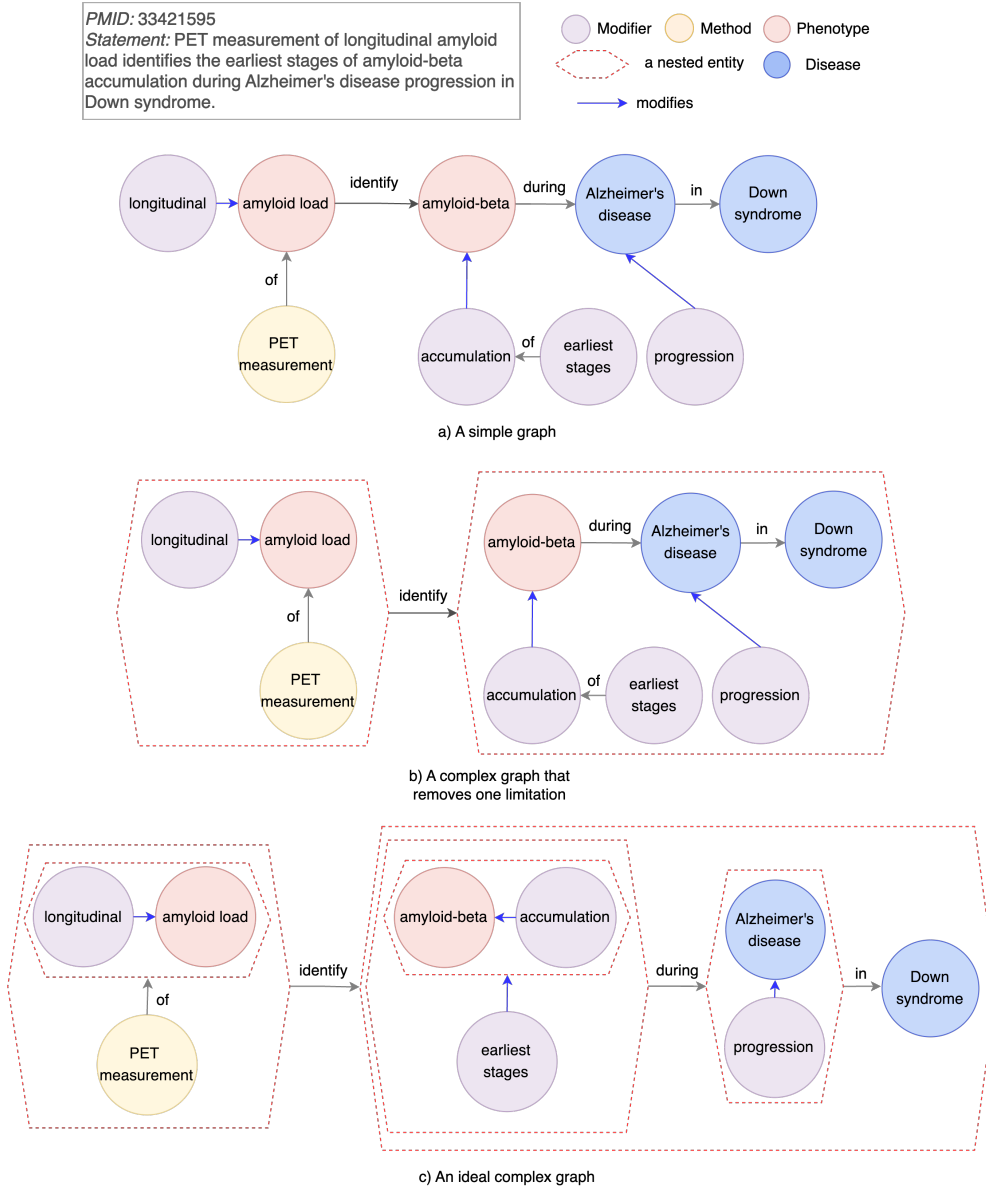 PMID: 33421595
Statement: PET measurement of longitudinal amyloid
load identifies the earliest stages of amyloid-beta
accumulation during Alzheimer's disease progression in
Down syndrome.
Modifier
Method
Phenotype
a nested entity
Disease
modifies
longitudinal
amyloid load
identify
amyloid-beta
during
Alzheimer's
disease
in
Down
syndrome
of
PET
measurement
accumulation
of
earliest
stages
progression
a) A simple graph
longitudinal
amyloid load
of
PET
measurement
identify
amyloid-beta
during
Alzheimer's
disease
in
Down
syndrome
accumulation
of
earliest
stages
progression
b) A complex graph that
removes one limitation
longitudinal
amyloid load
of
PET
measurement
identify
amyloid-beta
accumulation
earliest
stages
during
Alzheimer's
disease
progression
in
Down
syndrome
c) An ideal complex graph